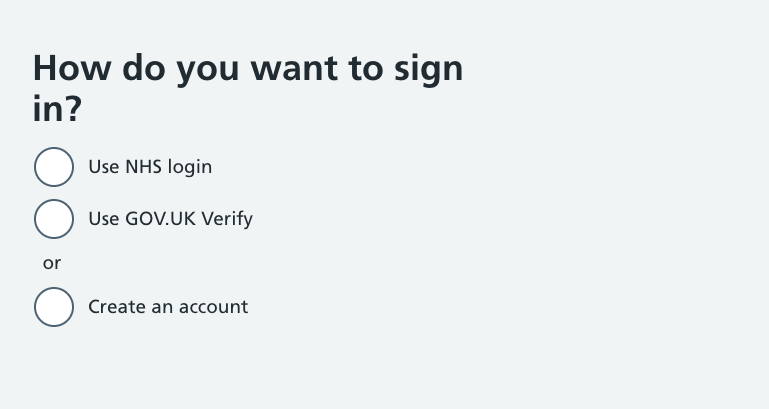 How do you want to sign
in?
Use NHS login
Use GOV.UK Verify
or
Create an account